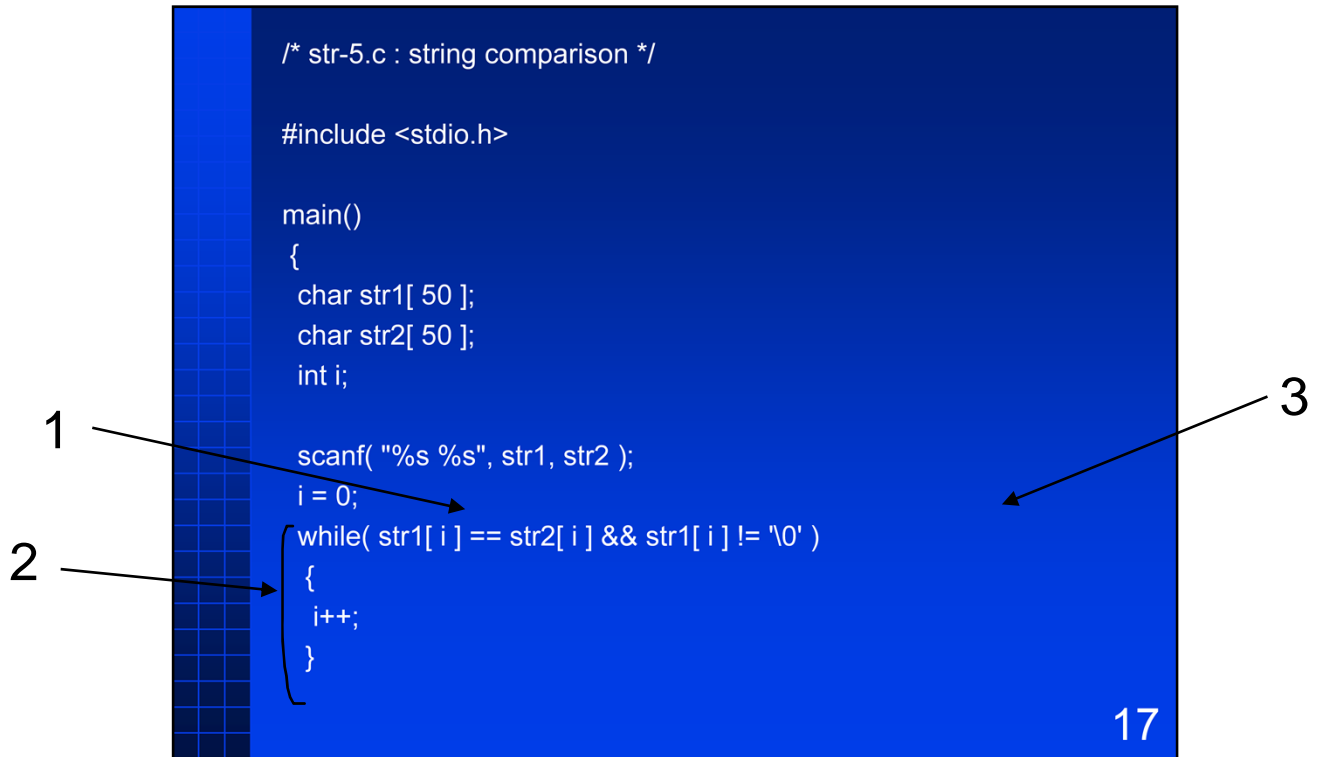 /* str-5.c : string comparison */
#include <stdio.h>
main()
{
char str1[ 50 ];
char str2[ 50 ];
int i;
3
1
scanf( "%s %s", str1, str2 );
i = 0;
while( str1[ i ] == str2[ i ] && str1[ i ] != '\0' )
2
{
i++;
}
17